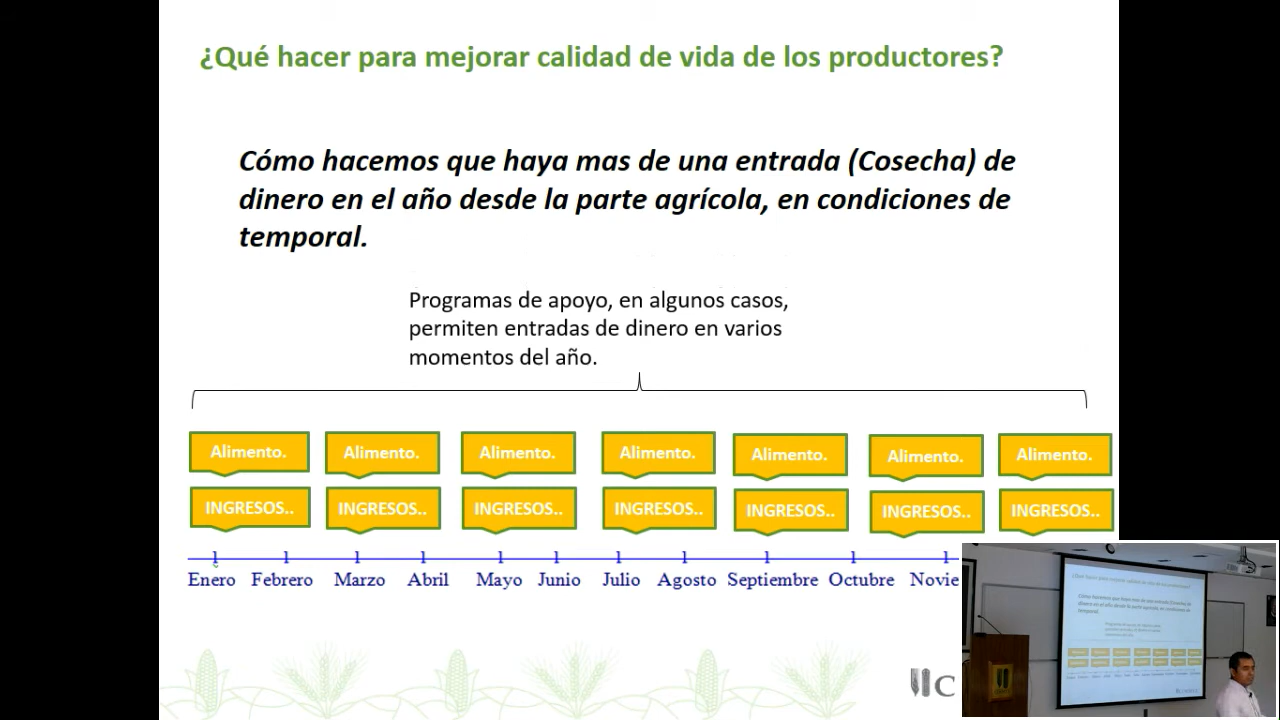 ¿Qué hacer para mejorar calidad de vida de los productores?
Cómo hacemos que haya mas de una entrada (Cosecha) de
dinero en el año desde la parte agrícola, en condiciones de
temporal.
Programas de apoyo, en algunos casos,
permiten entradas de dinero en varios
momentos del año.
Alimento. Alimento. Alimento. Alimento. Alimento. Alimento. Alimento.
INGRESOS.. INGRESOS.. INGRESOS.. INGRESOS.. INGRESOS.. INGRESOS.. INGRESOS..
Enero Febrero Marzo Abril Mayo Junio Julio Agosto Septiembre Octubre Novie
C